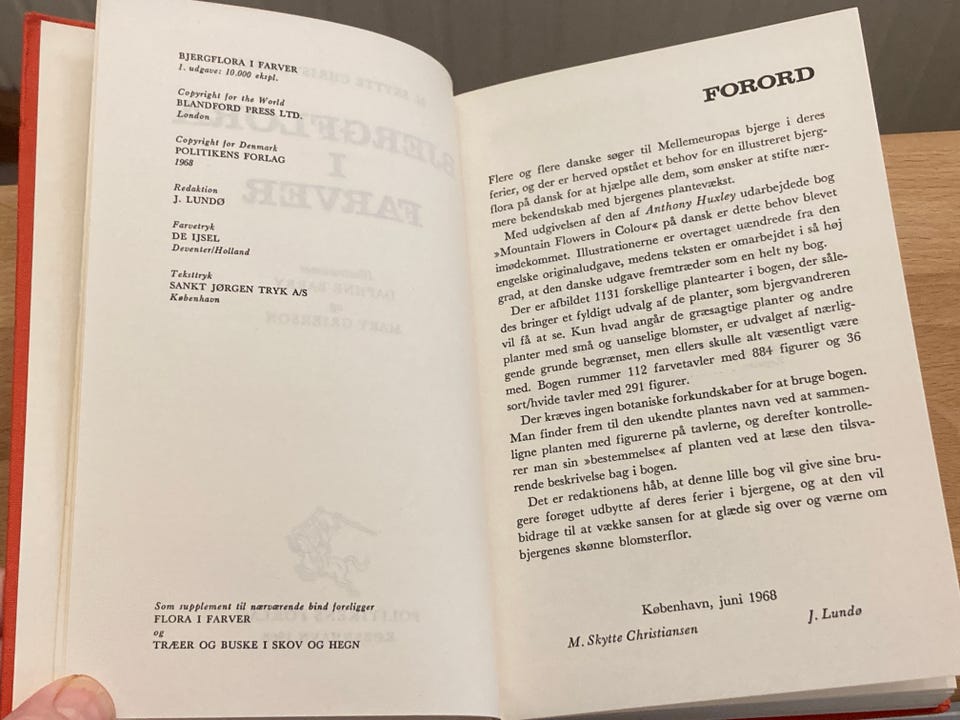 BJERGFLORA I FARVER
1. udgave: 10.000 ekspl.
Copyright for the World
BLANDFORD PRESS LTD.
London
Copyright for Denmark
POLITIKENS FORLAG
1968
Redaktion
J. LUNDØ
Farvetryk
DE IJSEL
Deventer/Holland
Teksttryk
SANKT JØRGEN TRYK A/S
København
Som supplement til nærværende bind foreligger
FLORA I FARVER
og
TRÆER OG BUSKE I SKOV OG HEGN
FORORD
Flere og flere danske søger til Mellemeuropas bjerge i deres
ferier, og der er herved opstået et behov for en illustreret bjerg-
flora på dansk for at hjælpe alle dem, som ønsker at stifte nær-
mere bekendtskab med bjergenes plantevækst.
Med udgivelsen af den af Anthony Huxley udarbejdede bog
»Mountain Flowers in Colour« på dansk er dette behov blevet
imødekommet. Illustrationerne er overtaget uændrede fra den
engelske originaludgave, medens teksten er omarbejdet i så høj
grad, at den danske udgave fremtræder som en helt ny bog.
Der er afbildet 1131 forskellige plantearter i bogen, der såle-
des bringer et fyldigt udvalg af de planter, som bjergvandreren
vil få at se. Kun hvad angår de græsagtige planter og andre
planter med små og uanselige blomster, er udvalget af nærlig-
gende grunde begrænset, men ellers skulle alt væsentligt være
med. Bogen rummer 112 farvetavler med 884 figurer og 36
sort/hvide tavler med 291 figurer.
Der kræves ingen botaniske forkundskaber for at bruge bogen.
Man finder frem til den ukendte plantes navn ved at sammen-
ligne planten med figurerne på tavlerne, og derefter kontrolle-
rer man sin »bestemmelse« af planten ved at læse den tilsva-
rende beskrivelse bag i bogen.
Det er redaktionens håb, at denne lille bog vil give sine bru-
gere forøget udbytte af deres ferier i bjergene, og at den vil
bidrage til at vække sansen for at glæde sig over og værne om
bjergenes skønne blomsterflor.
København, juni 1968
M. Skytte Christiansen
J. Lundø